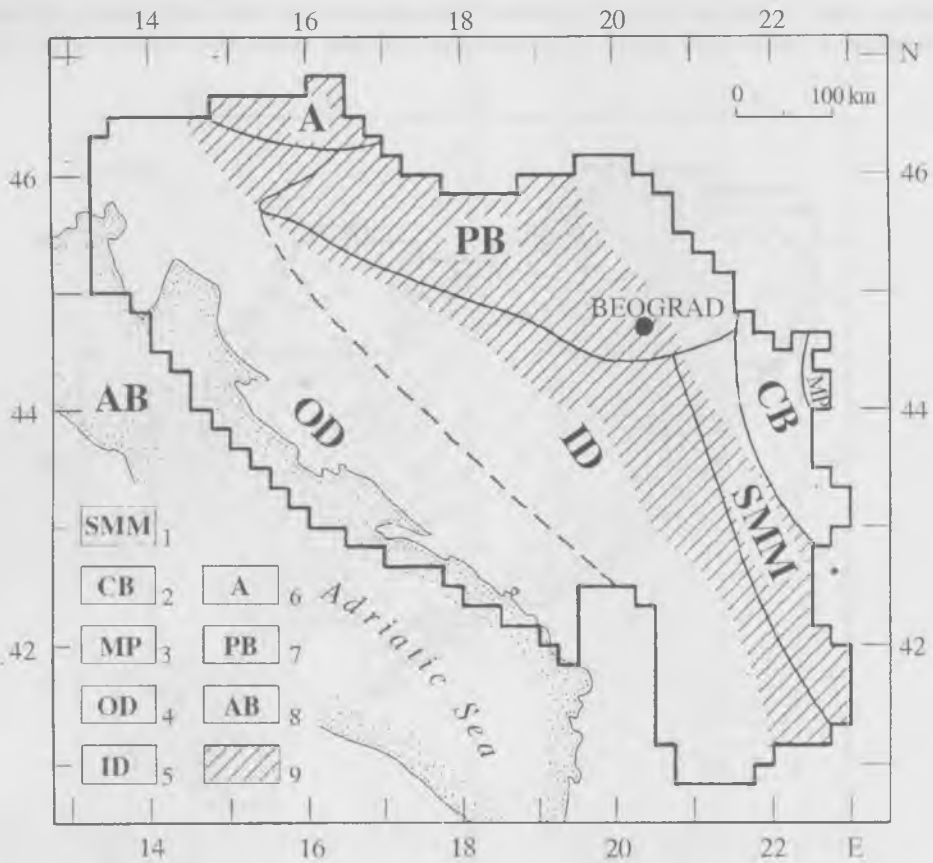 14 16 18 20 22
N
0 100 km
A
46 46
PB
BEOGRAD
AB
OD
ID
CB
MP
44 44
SMM
SMM 1
CB 2
A 6
MP 3
PB 7
OD 4
AB 8
ID 5
9
Adriatic Sea
42 42
14 16 18 20 22 E